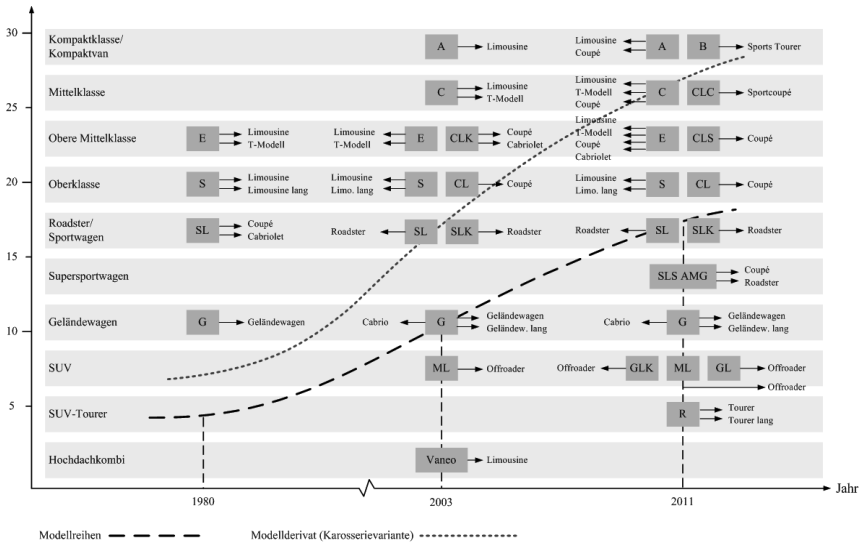 30
25
20
15
10
5
Kompaktklasse/
Kompaktvan
A
Limousine
Limousine
Coupé
A
B
Sports Tourer
Mittelklasse
C
Limousine
T-Modell
Limousine
T-Modell
Coupé
C
CLC
Sportcoupé
Obere Mittelklasse
E
Limousine
T-Modell
Limousine
T-Modell
E
CLK
Coupé
Cabriolet
Limousine
T-Modell
Coupé
Cabriolet
E
CLS
Coupé
Oberklasse
S
Limousine
Limousine lang
Limousine
Limo. lang
S
CL
Coupé
Limousine
Limo. lang
S
CL
Coupé
Roadster/
Sportwagen
SL
Coupé
Cabriolet
Roadster
SL
SLK
Roadster
Roadster
SL
SLK
Roadster
Supersportwagen
SLS AMG
Coupé
Roadster
Geländewagen
G
Geländewagen
Cabrio
G
Geländewagen
Geländew. lang
Cabrio
G
Geländewagen
Geländew. lang
SUV
ML
Offroader
Offroader
GLK
ML
GL
Offroader
Offroader
SUV-Tourer
R
Tourer
Tourer lang
Hochdachkombi
Vaneo
Limousine
1980
2003
2011
Jahr
Modellreihen
Modellderivat (Karosserievariante)